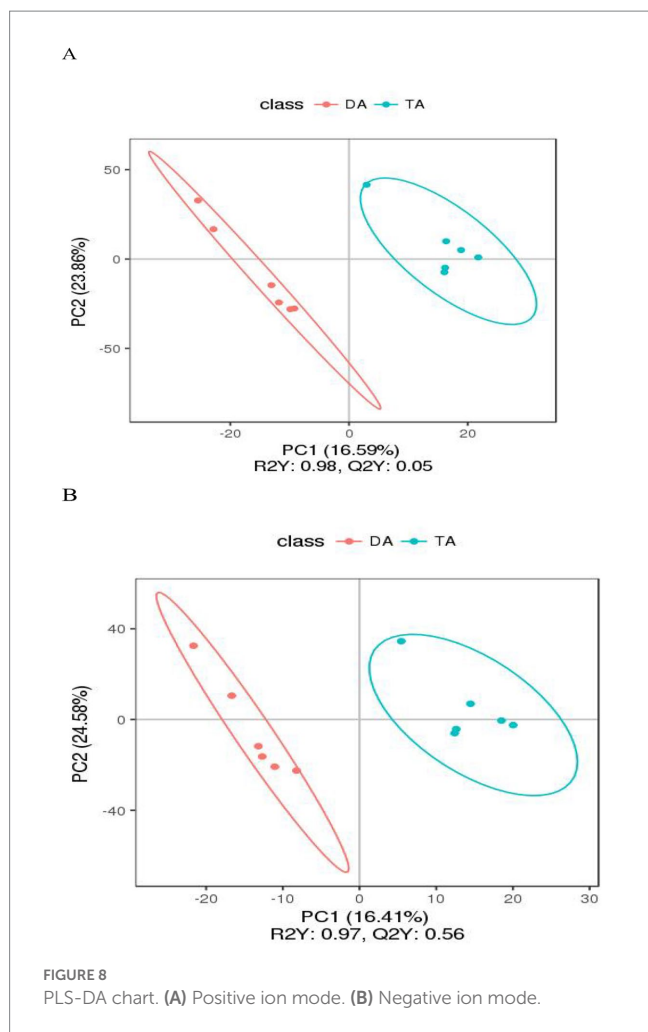 A
class DA TA
50
0
-50
PC2 (23.86%)
-20 0 20
PC1 (16.59%)
R2Y: 0.98, Q2Y: 0.05
B
class DA TA
40
0
-40
PC2 (24.58%)
-20 -10 0 10 20 30
PC1 (16.41%)
R2Y: 0.97, Q2Y: 0.56
FIGURE 8
PLS-DA chart. (A) Positive ion mode. (B) Negative ion mode.